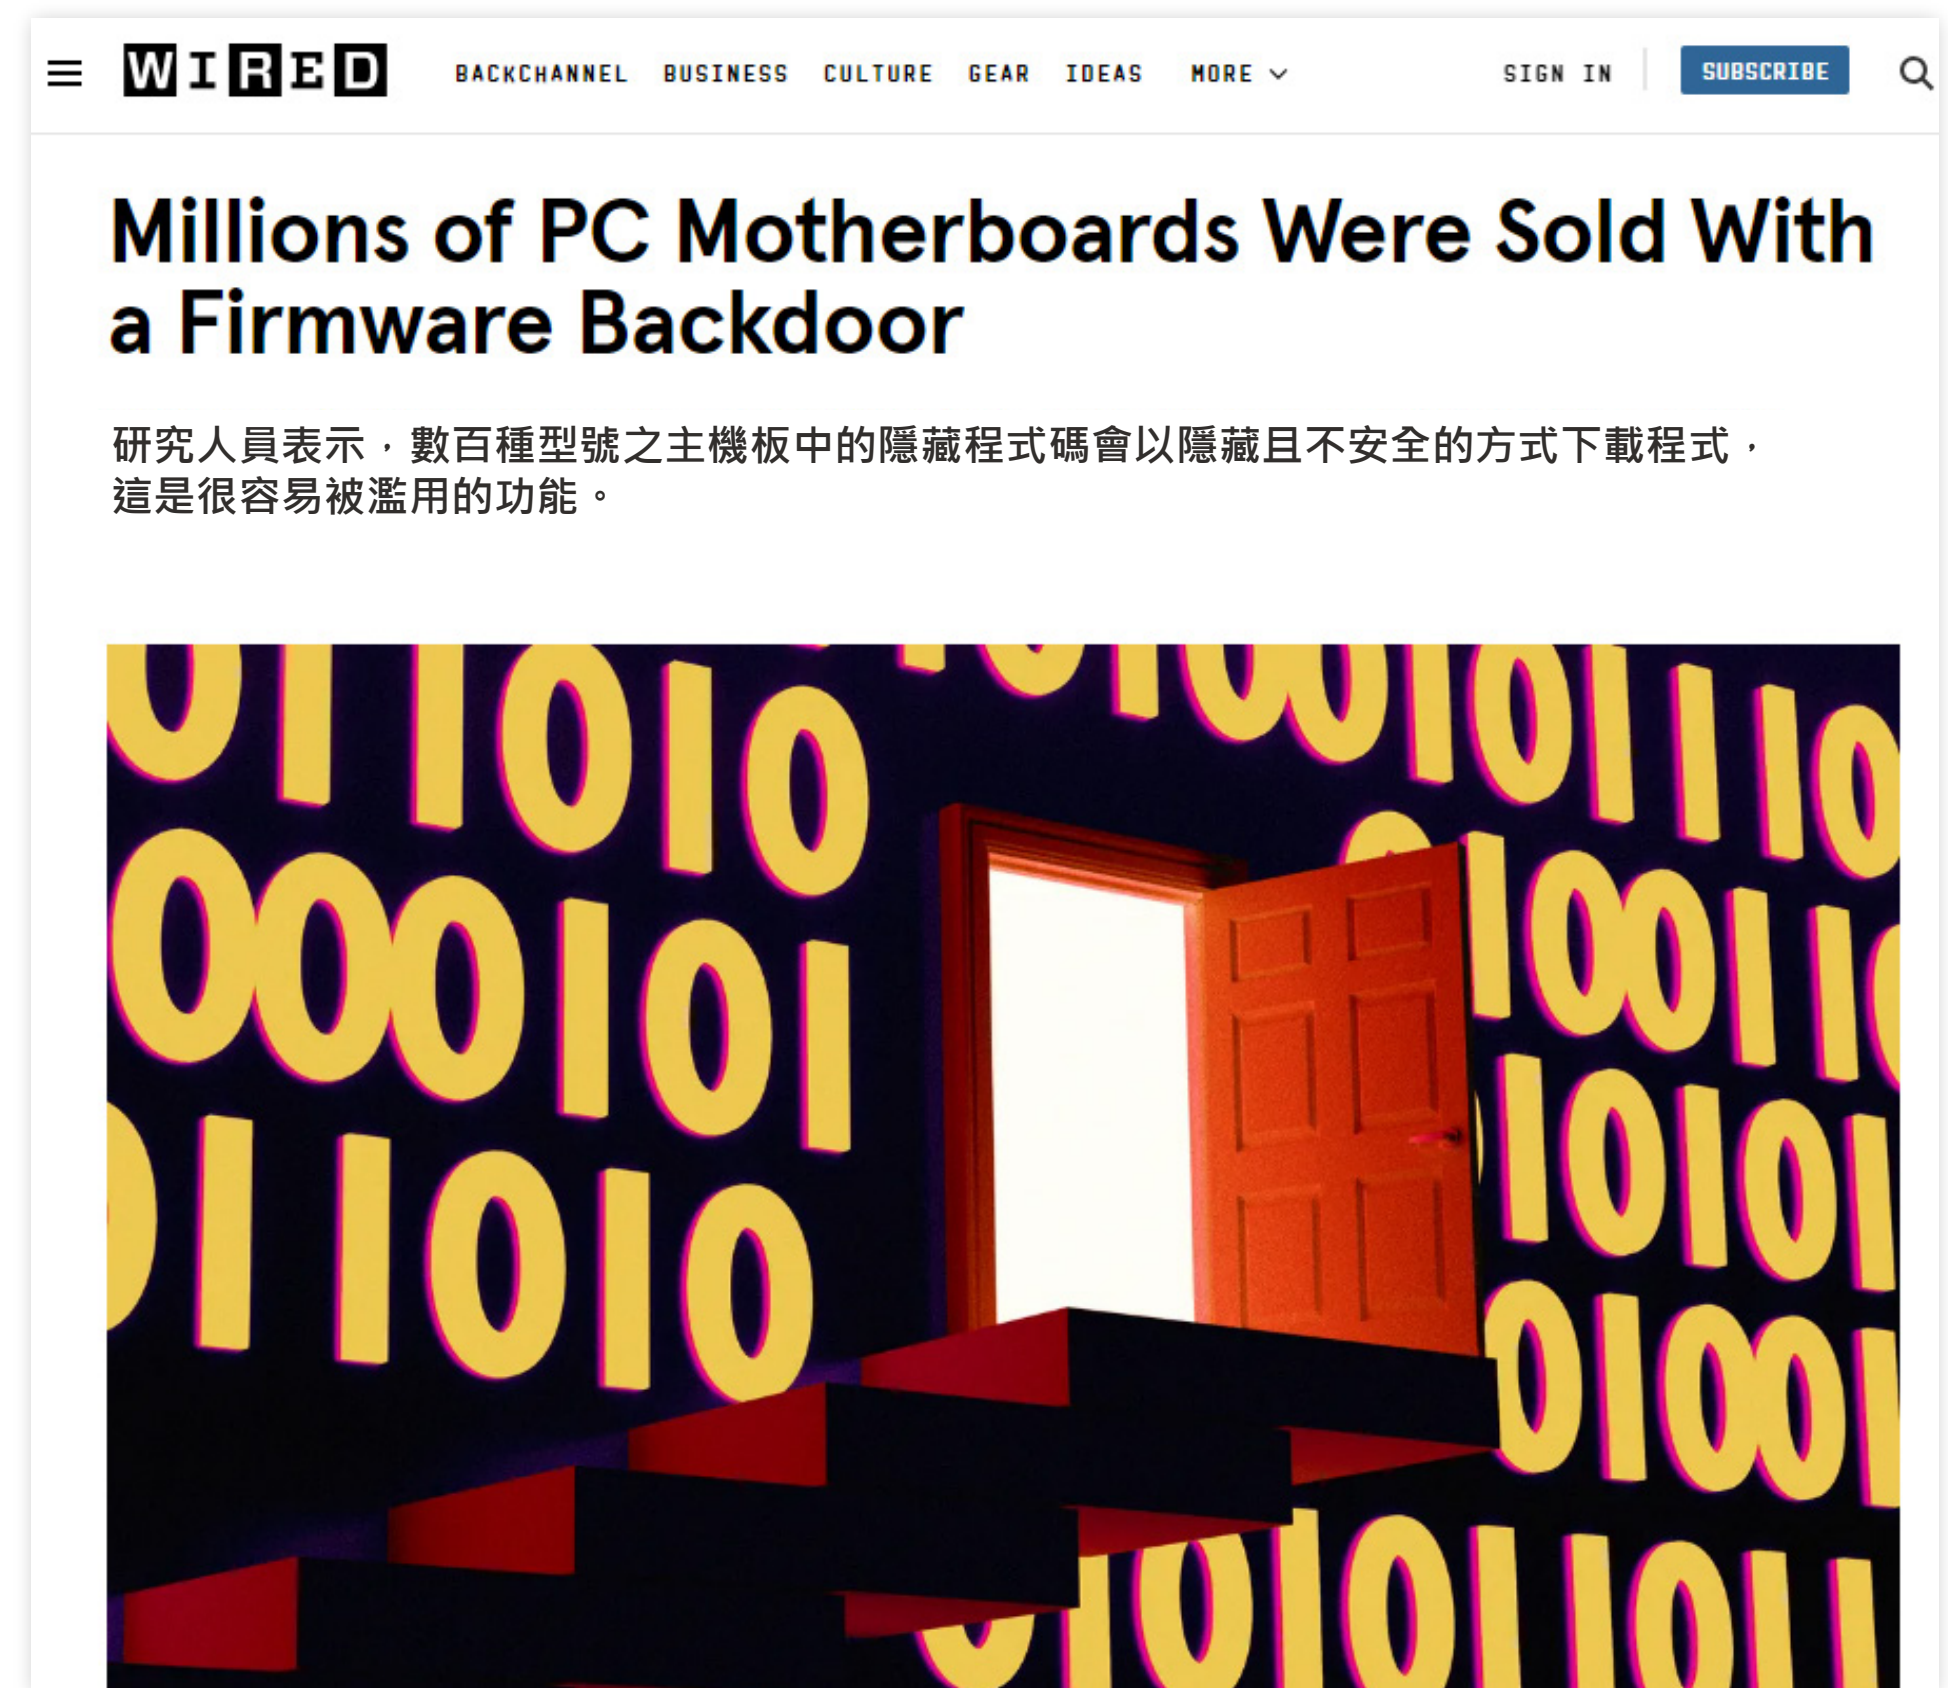 WIRED BACKCHANNEL BUSINESS CULTURE GEAR IDEAS MORE SIGN IN SUBSCRIBE
Millions of PC Motherboards Were Sold With
a Firmware Backdoor
研究人員表示，數百種型號之主機板中的隱藏程式碼會以隱藏且不安全的方式下載程式，
這是很容易被濫用的功能。
011010
000101
011010